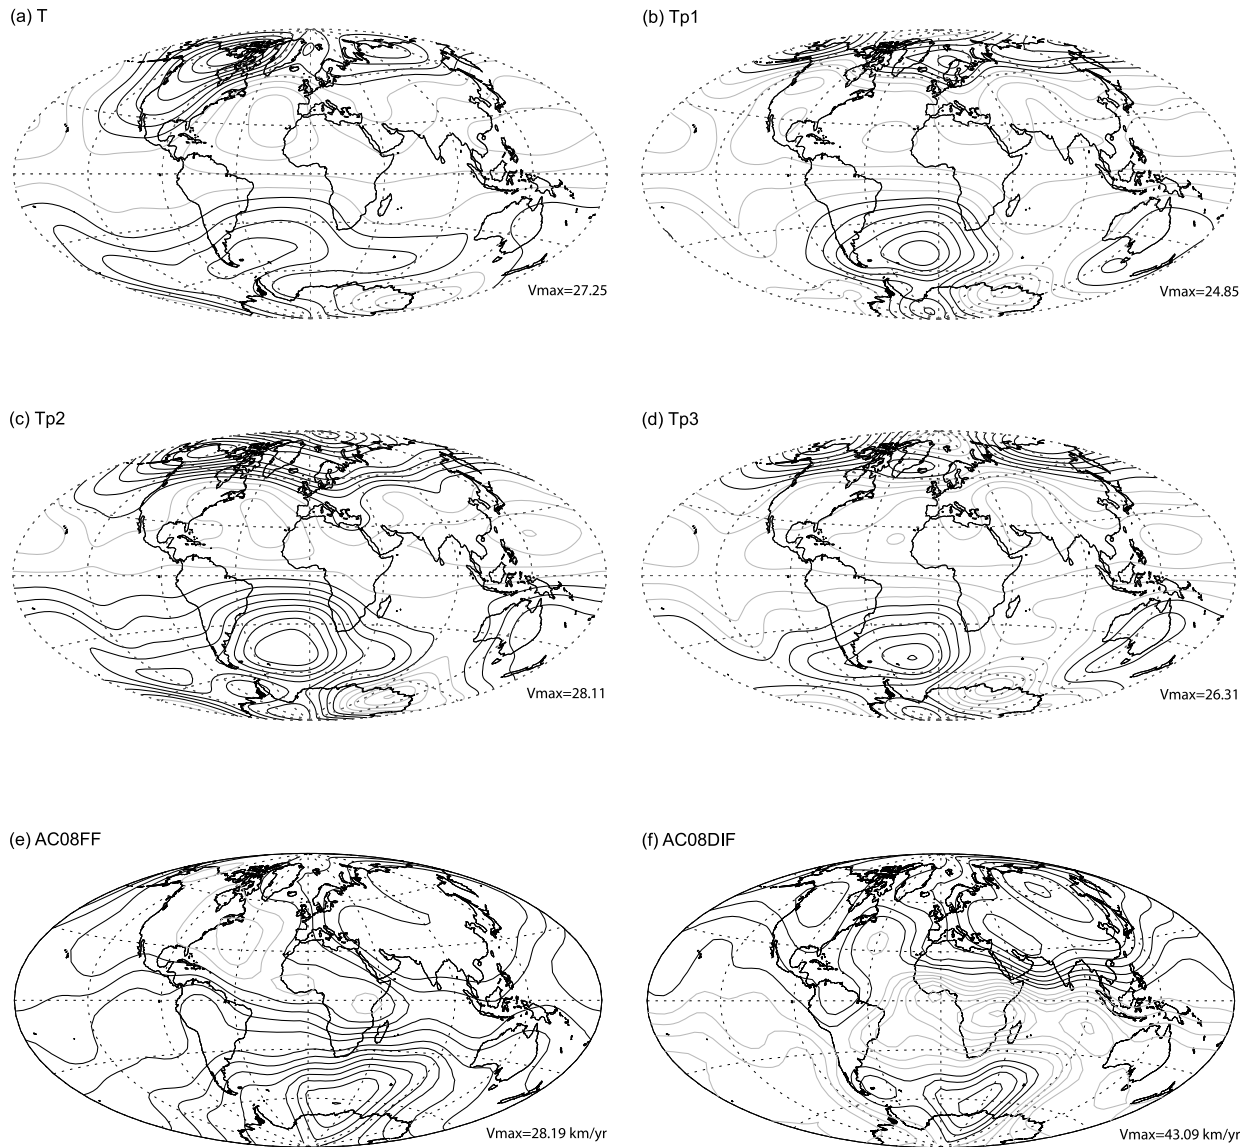 (a) T
(b) Tp1
Vmax=27.25
Vmax=24.85
(c) Tp2
(d) Tp3
Vmax=28.11
Vmax=26.31
(e) AC08FF
(f) AC08DIF
Vmax=28.19 km/yr
Vmax=43.09 km/yr